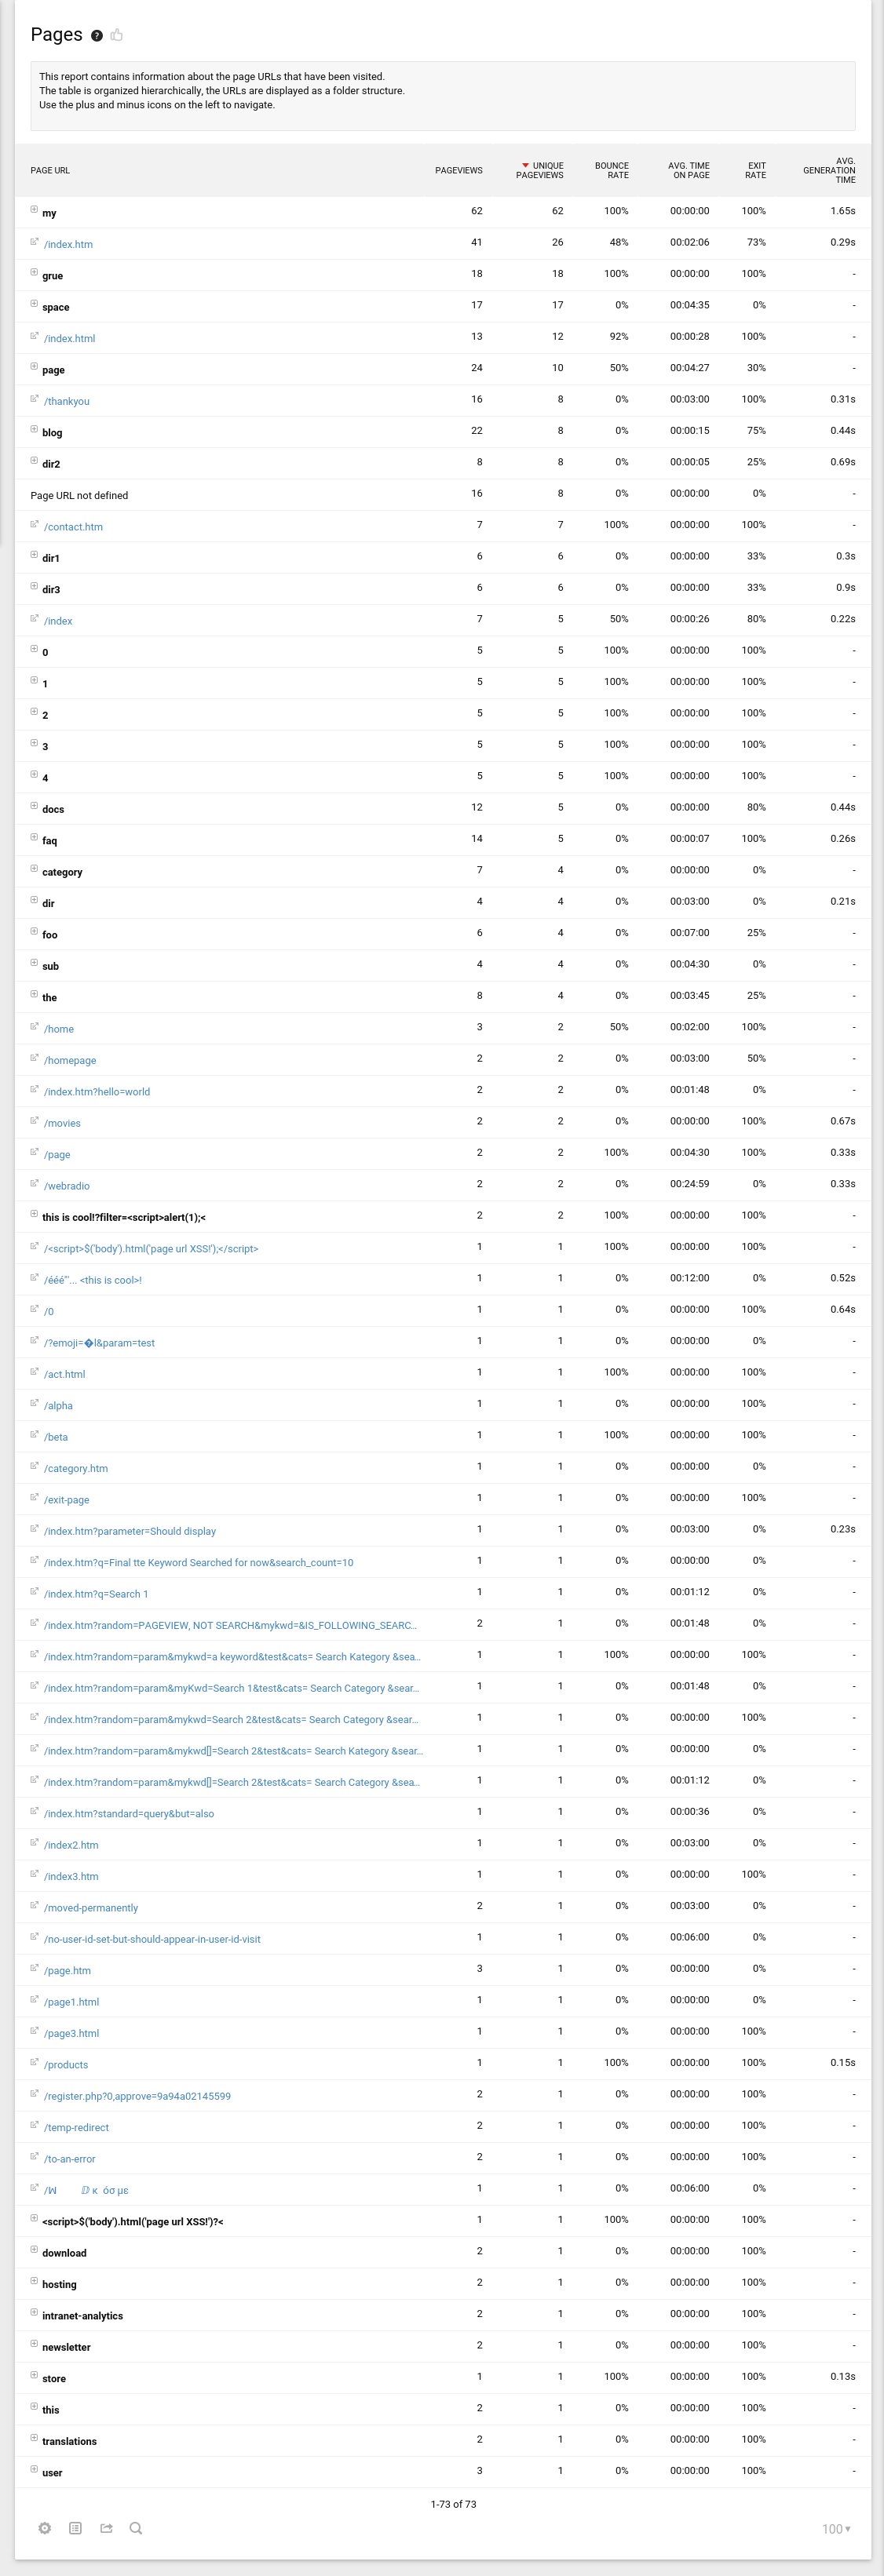 Pages
This report contains information about the page URLs that have been visited.
The table is organized hierarchically, the URLs are displayed as a folder structure.
Use the plus and minus icons on the left to navigate.
PAGE URL PAGEVIEWS UNIQUE PAGEVIEWS BOUNCE RATE AVG. TIME ON PAGE EXIT RATE AVG. GENERATION TIME
my 62 62 100% 00:00:00 100% 1.65s
/index.htm 41 26 48% 00:02:06 73% 0.29s
grue 18 18 100% 00:00:00 100% -
space 17 17 0% 00:04:35 0% -
/index.html 13 12 92% 00:00:28 100% -
page 24 10 50% 00:04:27 30% -
/thankyou 16 8 0% 00:03:00 100% 0.31s
blog 22 8 0% 00:00:15 75% 0.44s
dir2 8 8 0% 00:00:05 25% 0.69s
Page URL not defined 16 8 0% 00:00:00 0% -
/contact.htm 7 7 100% 00:00:00 100% -
dir1 6 6 0% 00:00:00 33% 0.3s
dir3 6 6 0% 00:00:00 33% 0.9s
/index 7 5 50% 00:00:26 80% 0.22s
0 5 5 100% 00:00:00 100% -
1 5 5 100% 00:00:00 100% -
2 5 5 100% 00:00:00 100% -
3 5 5 100% 00:00:00 100% -
4 5 5 100% 00:00:00 100% -
docs 12 5 0% 00:00:00 80% 0.44s
faq 14 5 0% 00:00:07 100% 0.26s
category 7 4 0% 00:00:00 0% -
dir 4 4 0% 00:03:00 0% 0.21s
foo 6 4 0% 00:07:00 25% -
sub 4 4 0% 00:04:30 0% -
the 8 4 0% 00:03:45 25% -
/home 3 2 50% 00:02:00 100% -
/homepage 2 2 0% 00:03:00 50% -
/index.htm?hello=world 2 2 0% 00:01:48 0% -
/movies 2 2 0% 00:00:00 100% 0.67s
/page 2 2 100% 00:04:30 100% 0.33s
/webradio 2 2 0% 00:24:59 0% 0.33s
this is cool!?filter=<script>alert(1);< 2 2 100% 00:00:00 100% -
/<script>$('body').html('page url XSS!');</script> 1 1 100% 00:00:00 100% -
/ééé"'... <this is cool>! 1 1 0% 00:12:00 0% 0.52s
/0 1 1 0% 00:00:00 100% 0.64s
/?emoji=�l&param=test 1 1 0% 00:00:00 0% -
/act.html 1 1 100% 00:00:00 100% -
/alpha 1 1 0% 00:00:00 100% -
/beta 1 1 100% 00:00:00 100% -
/category.htm 1 1 0% 00:00:00 0% -
/exit-page 1 1 0% 00:00:00 100% -
/index.htm?parameter=Should display 1 1 0% 00:03:00 0% 0.23s
/index.htm?q=Final tte Keyword Searched for now&search_count=10 1 1 0% 00:00:00 0% -
/index.htm?q=Search 1 1 1 0% 00:01:12 0% -
/index.htm?random=PAGEVIEW, NOT SEARCH&mykwd=&IS_FOLLOWING_SEARC… 2 1 0% 00:01:48 0% -
/index.htm?random=param&mykwd=a keyword&test&cats= Search Kategory &sea… 1 1 100% 00:00:00 100% -
/index.htm?random=param&myKwd=Search 1&test&cats= Search Category &sear… 1 1 0% 00:01:48 0% -
/index.htm?random=param&mykwd=Search 2&test&cats= Search Category &sear… 1 1 0% 00:00:00 100% -
/index.htm?random=param&mykwd[]=Search 2&test&cats= Search Kategory &sear… 1 1 0% 00:00:00 0% -
/index.htm?random=param&mykwd[]=Search 2&test&cats= Search Category &sea… 1 1 0% 00:01:12 0% -
/index.htm?standard=query&but=also 1 1 0% 00:00:36 0% -
/index2.htm 1 1 0% 00:03:00 0% -
/index3.htm 1 1 0% 00:00:00 100% -
/moved-permanently 2 1 0% 00:03:00 0% -
/no-user-id-set-but-should-appear-in-user-id-visit 1 1 0% 00:06:00 0% -
/page.htm 3 1 0% 00:00:00 0% -
/page1.html 1 1 0% 00:00:00 0% -
/page3.html 1 1 0% 00:00:00 100% -
/products 1 1 100% 00:00:00 100% 0.15s
/register.php?0,approve=9a94a02145599 2 1 0% 00:00:00 100% -
/temp-redirect 2 1 0% 00:00:00 100% -
/to-an-error 2 1 0% 00:00:00 100% -
κ όσ με 1 1 0% 00:06:00 0% -
<script>$('body').html('page url XSS!')?< 1 1 100% 00:00:00 100% -
download 2 1 0% 00:00:00 100% -
hosting 2 1 0% 00:00:00 100% -
intranet-analytics 2 1 0% 00:00:00 100% -
newsletter 2 1 0% 00:00:00 100% -
store 1 1 100% 00:00:00 100% 0.13s
this 2 1 0% 00:00:00 100% -
translations 2 1 0% 00:00:00 100% -
user 3 1 0% 00:00:00 100% -
1-73 of 73
100